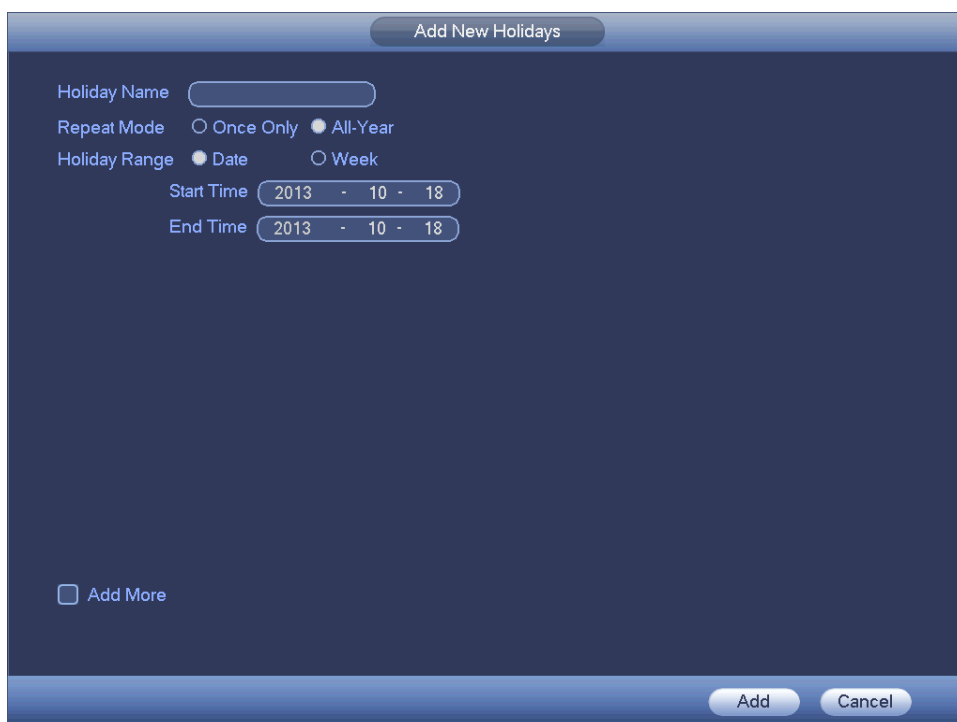 Add New Holidays
Holiday Name
Repeat Mode Once Only All-Year
Holiday Range Date Week
Start Time 2013 - 10 - 18
End Time 2013 - 10 - 18
Add More
Add Cancel